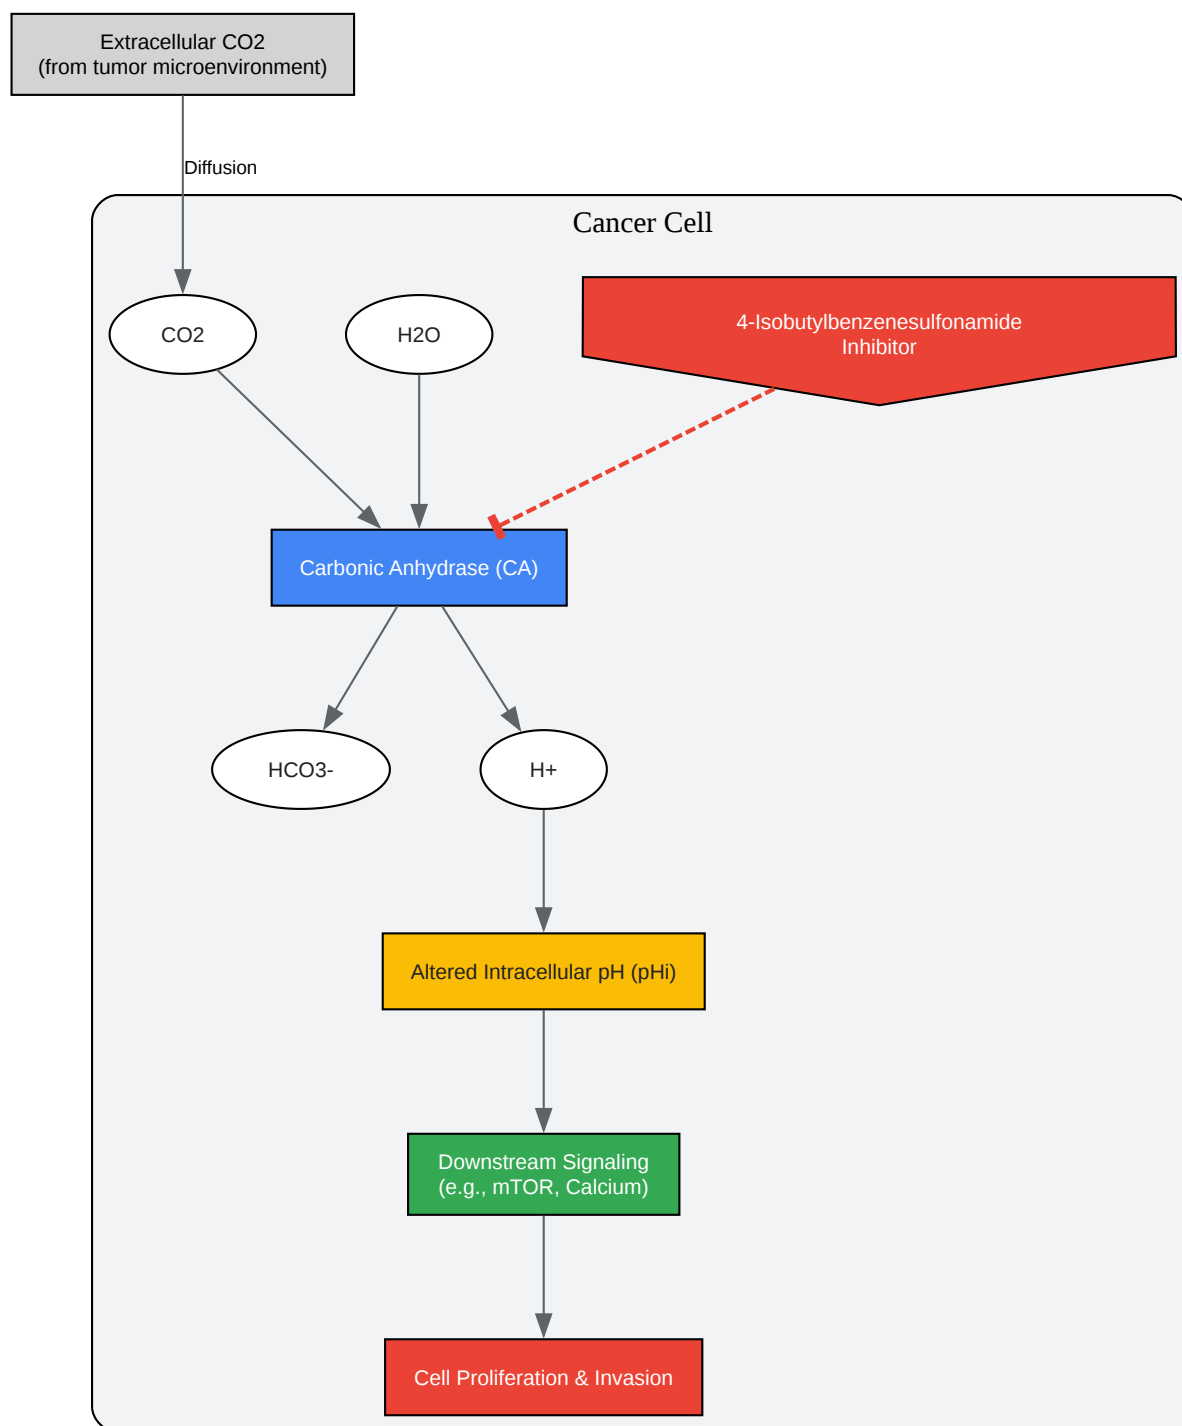 Extracellular CO2
(from tumor microenvironment)
Diffusion
Cancer Cell
CO2
H2O
4-Isobutylbenzenesulfonamide
Inhibitor
Carbonic Anhydrase (CA)
HCO3-
H+
Altered Intracellular pH (pHi)
Downstream Signaling
(e.g., mTOR, Calcium)
Cell Proliferation & Invasion